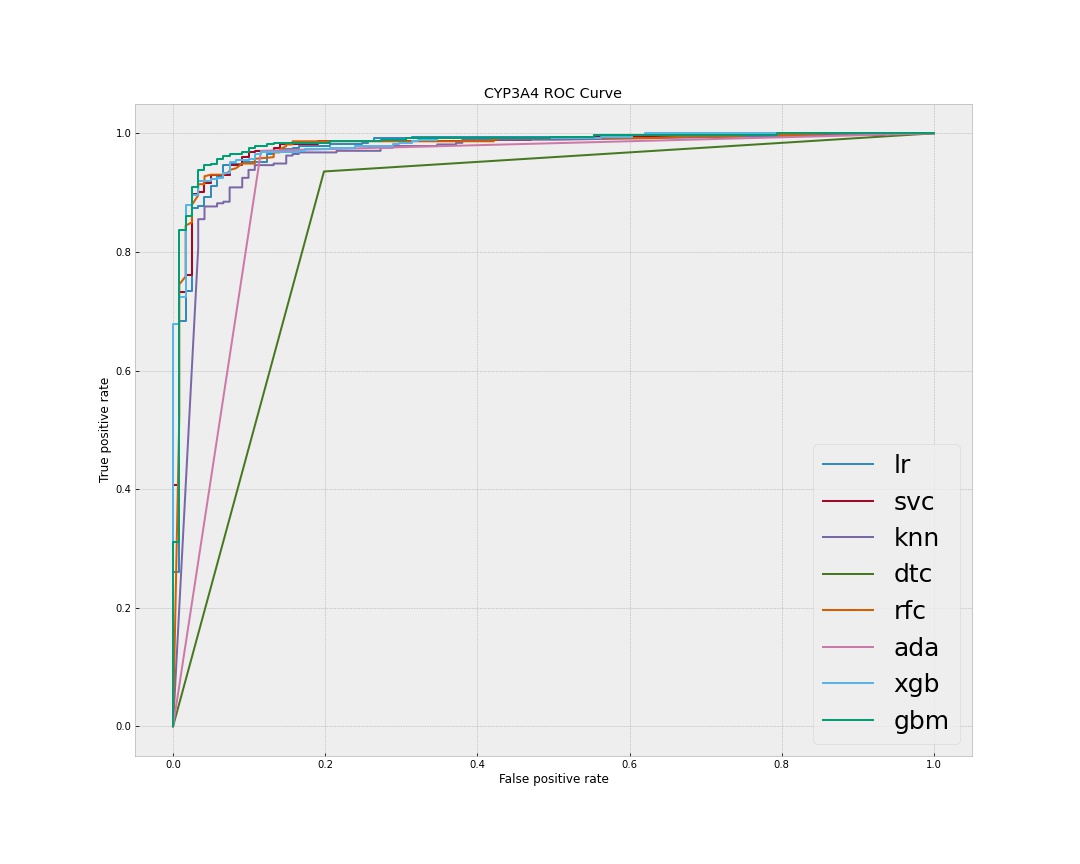 CYP3A4 ROC Curve
True positive rate
1.0
0.8
0.6
0.4
0.2
0.0
lr
svc
knn
dtc
rfc
ada
xgb
gbm
0.0 0.2 0.4 0.6 0.8 1.0
False positive rate